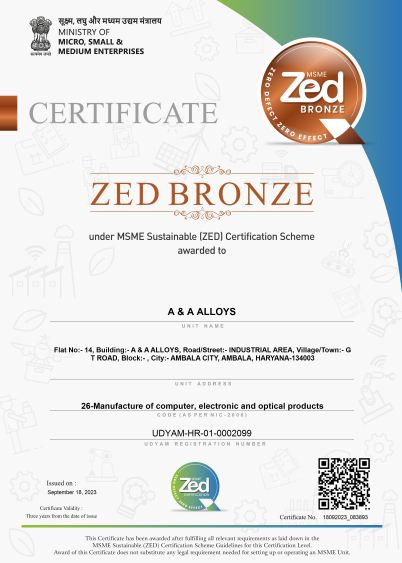 सूक्ष्म, लघु और मध्यम उद्यम मंत्रालय
MINISTRY OF
MICRO, SMALL &
MEDIUM ENTERPRISES
सत्यमेव जयते
MSME
Zed
BRONZE
ZERO DEFECT ZERO EFFECT
CERTIFICATE
ZED BRONZE
under MSME Sustainable (ZED) Certification Scheme
awarded to
A & A ALLOYS
UNIT NAME
Flat No:- 14, Building:- A & A ALLOYS, Road/Street:- INDUSTRIAL AREA, Village/Town:- G
T ROAD, Block:- , City:- AMBALA CITY, AMBALA, HARYANA-134003
UNIT ADDRESS
26-Manufacture of computer, electronic and optical products
CODE (AS PER NIC-2008)
UDYAM-HR-01-0002099
UDYAM REGISTRATION NUMBER
Issued on :
September 18, 2023
Certificate Validity :
Three years from the date of issue
Zed
CERTIFICATION
Certificate No. 18092023_083693
This Certificate has been awarded after fulfilling all relevant requirements as laid down in the
MSME Sustainable (ZED) Certification Scheme Guidelines for this Certification Level.
Award of this Certificate does not substitute any legal requirement needed for setting up or operating an MSME Unit.